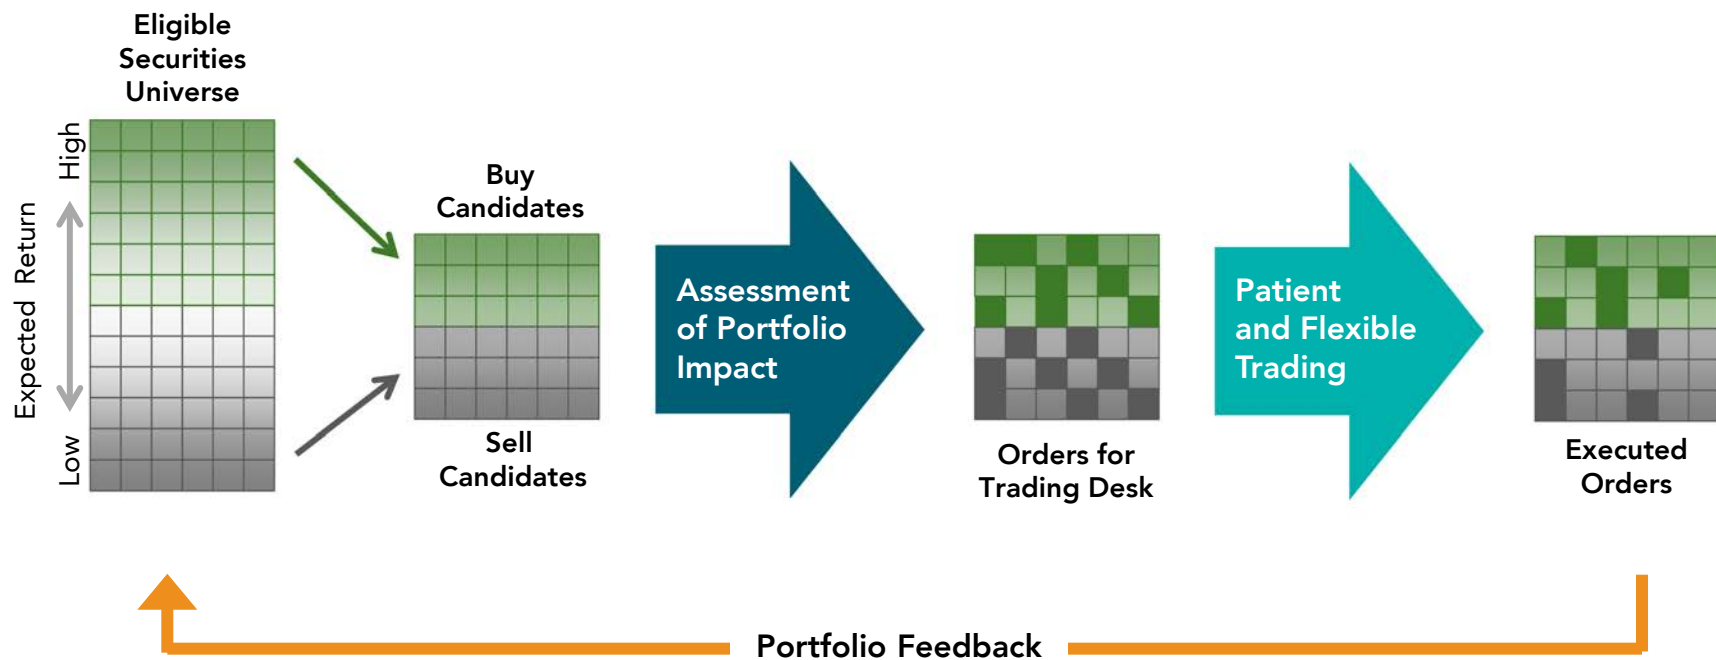 Eligible
Securities
Universe
High
Expected Return
Low
Buy
Candidates
Sell
Candidates
Assessment
of Portfolio
Impact
Orders for
Trading Desk
Patient
and Flexible
Trading
Executed
Orders
Portfolio Feedback